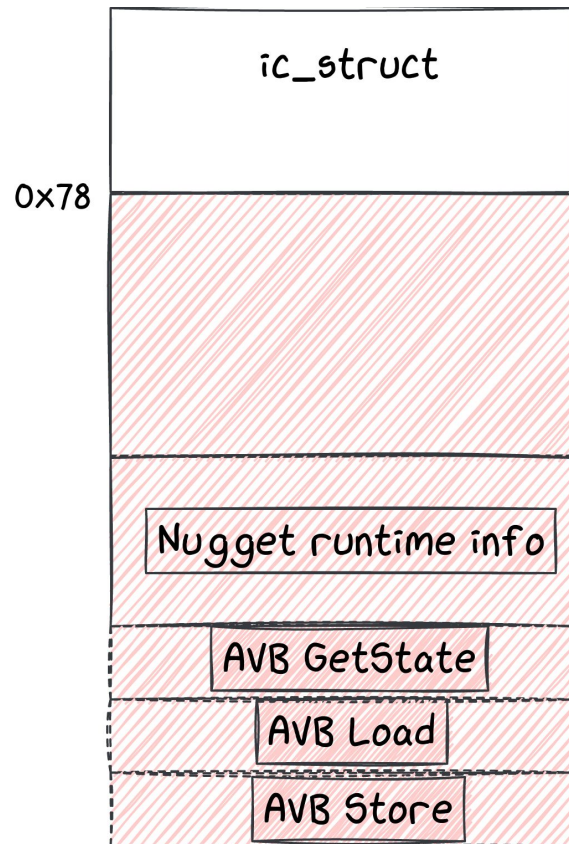 ic_struct
0x78
Nugget runtime info
AVB GetState
AVB Load
AVB Store